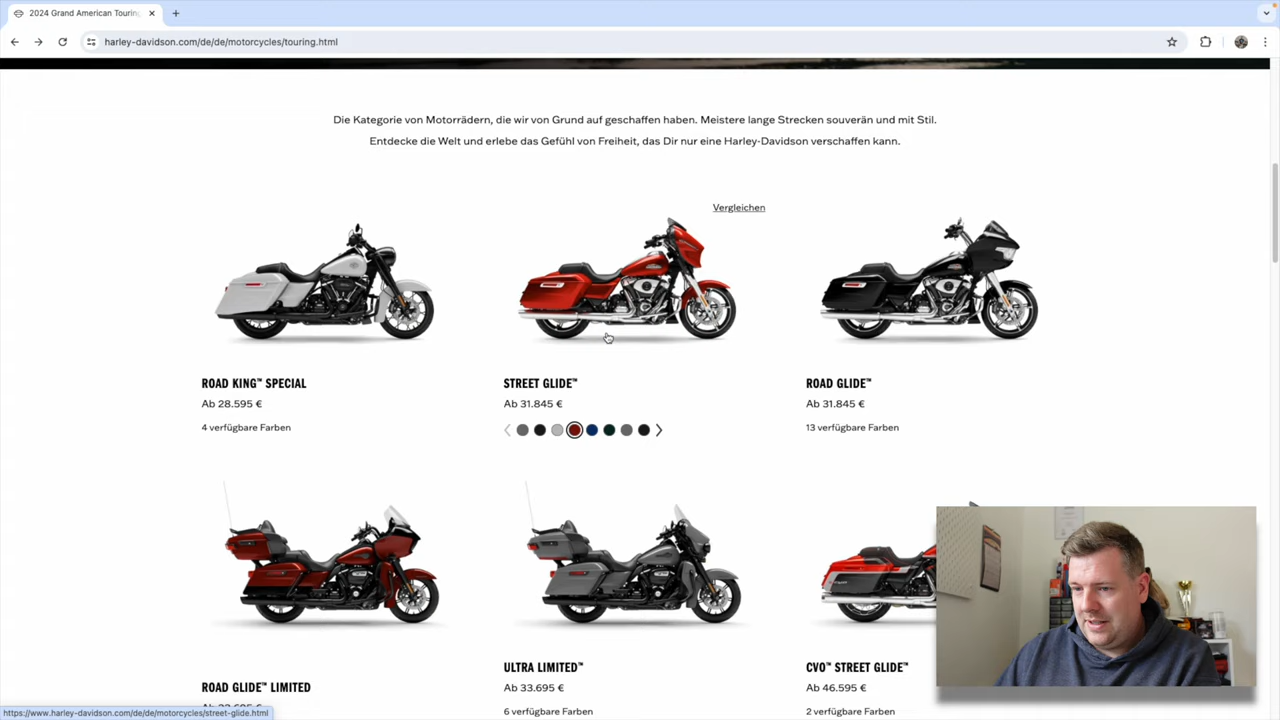 2024 Grand American Touring
harley-davidson.com/de/de/motorcycles/touring.html
Die Kategorie von Motorrädern, die wir von Grund auf geschaffen haben. Meistere lange Strecken souverän und mit Stil.
Entdecke die Welt und erlebe das Gefühl von Freiheit, das Dir nur eine Harley-Davidson verschaffen kann.
Vergleichen
ROAD KING™ SPECIAL
Ab 28.595 €
4 verfügbare Farben
STREET GLIDE™
Ab 31.845 €
ROAD GLIDE™
Ab 31.845 €
13 verfügbare Farben
ROAD GLIDE™ LIMITED
ULTRA LIMITED™
Ab 33.695 €
6 verfügbare Farben
CVO™ STREET GLIDE™
Ab 46.595 €
2 verfügbare Farben
https://www.harley-davidson.com/de/de/motorcycles/street-glide.html